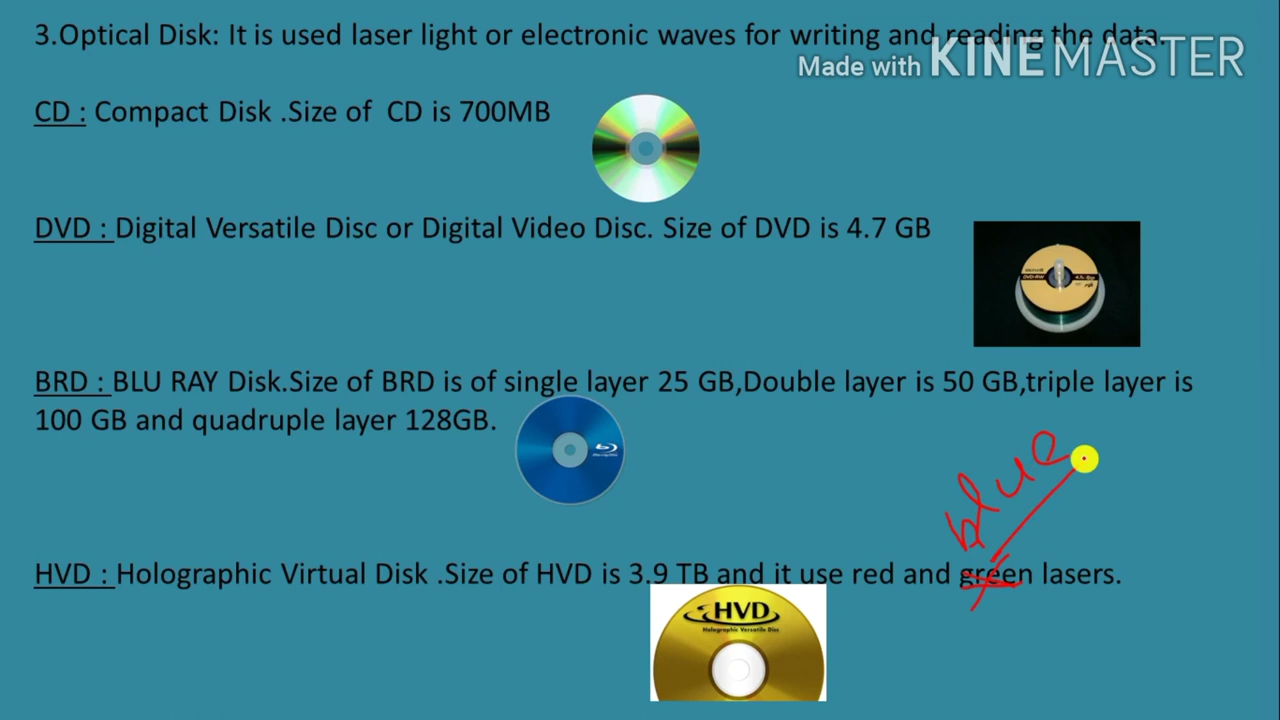 3.Optical Disk: It is used laser light or electronic waves for writing and reading the data.
Made with KINEMASTER
CD : Compact Disk .Size of CD is 700MB
DVD : Digital Versatile Disc or Digital Video Disc. Size of DVD is 4.7 GB
BRD : BLU RAY Disk.Size of BRD is of single layer 25 GB,Double layer is 50 GB,triple layer is
100 GB and quadruple layer 128GB.
blue
HVD : Holographic Virtual Disk .Size of HVD is 3.9 TB and it use red and green lasers.
HVD
Holographic Versatile Disc